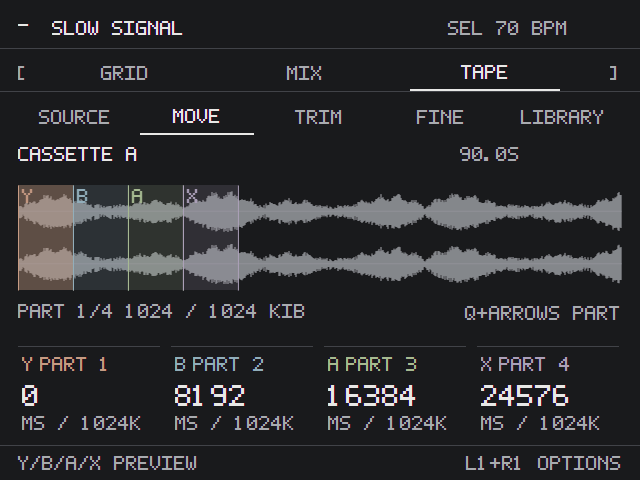 – SLOW SIGNAL SEL 70 BPM
[ GRID MIX TAPE ]
SOURCE MOVE TRIM FINE LIBRARY
CASSETTE A 90.0S
Y B A X
PART 1/4 1024 / 1024 KIB Q+ARROWS PART
Y PART 1 B PART 2 A PART 3 X PART 4
0 8192 16384 24576
MS / 1024K MS / 1024K MS / 1024K MS / 1024K
Y/B/A/X PREVIEW L1+R1 OPTIONS